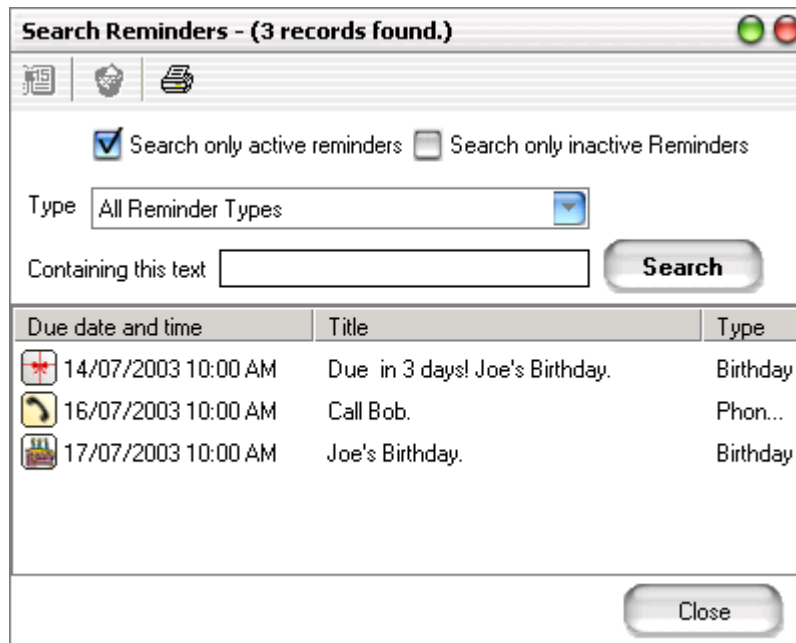 Search Reminders - (3 records found.)
15
Search only active reminders Search only inactive Reminders
Type All Reminder Types
Containing this text Search
Due date and time Title Type
14/07/2003 10:00 AM Due in 3 days! Joe's Birthday. Birthday
16/07/2003 10:00 AM Call Bob. Phon...
17/07/2003 10:00 AM Joe's Birthday. Birthday
Close